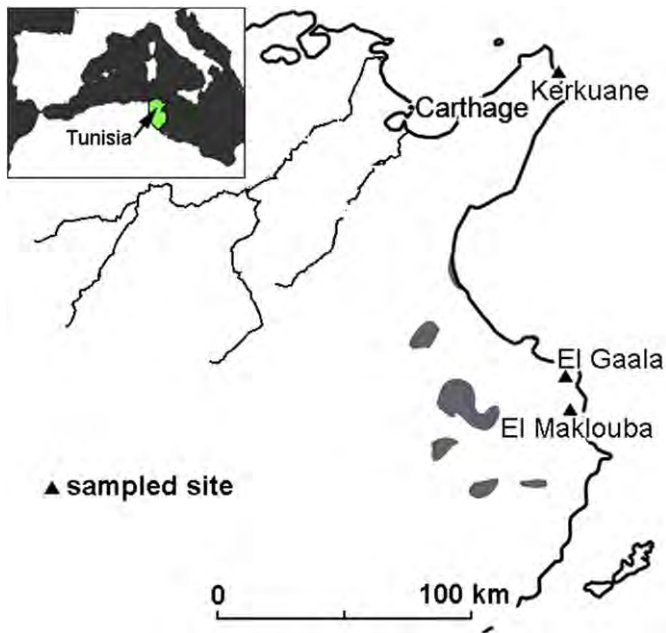 Tunisia
Carthage
Kerkuane
El Gaala
El Maklouba
▲ sampled site
0 100 km